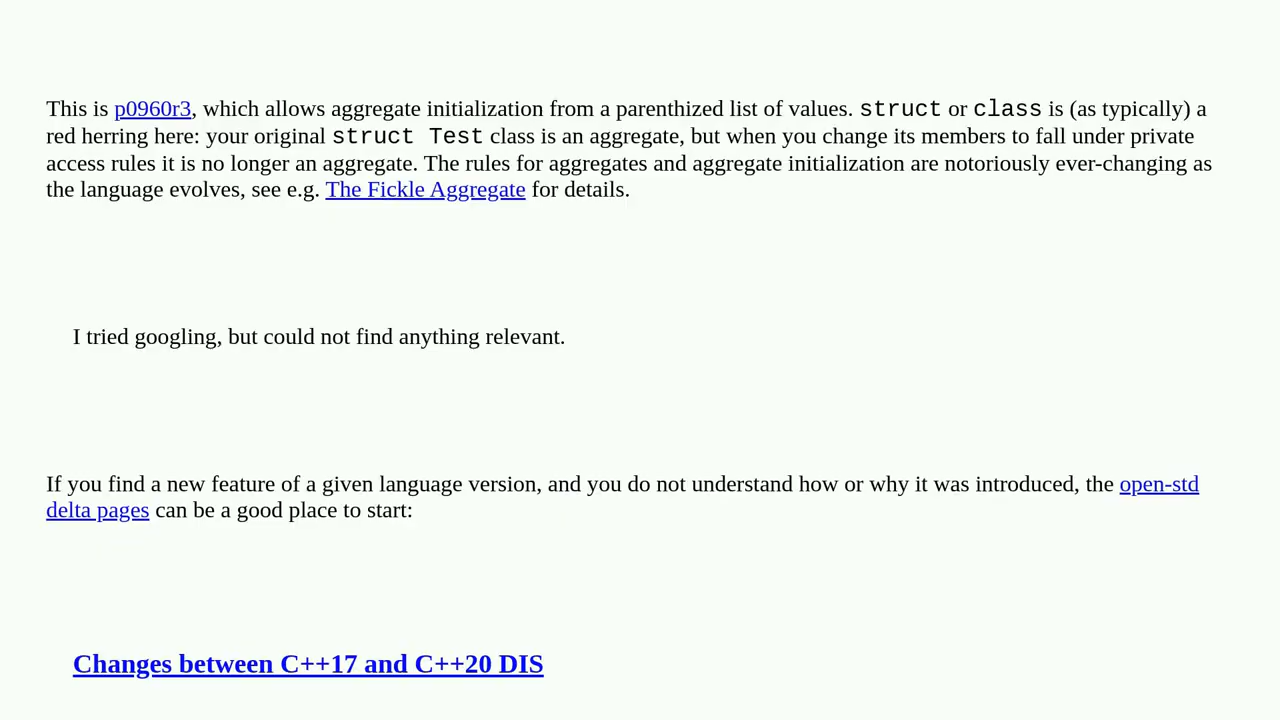 This is p0960r3, which allows aggregate initialization from a parenthized list of values. struct or class is (as typically) a
red herring here: your original struct Test class is an aggregate, but when you change its members to fall under private
access rules it is no longer an aggregate. The rules for aggregates and aggregate initialization are notoriously ever-changing as
the language evolves, see e.g. The Fickle Aggregate for details.
I tried googling, but could not find anything relevant.
If you find a new feature of a given language version, and you do not understand how or why it was introduced, the open-std
delta pages can be a good place to start:
Changes between C++17 and C++20 DIS